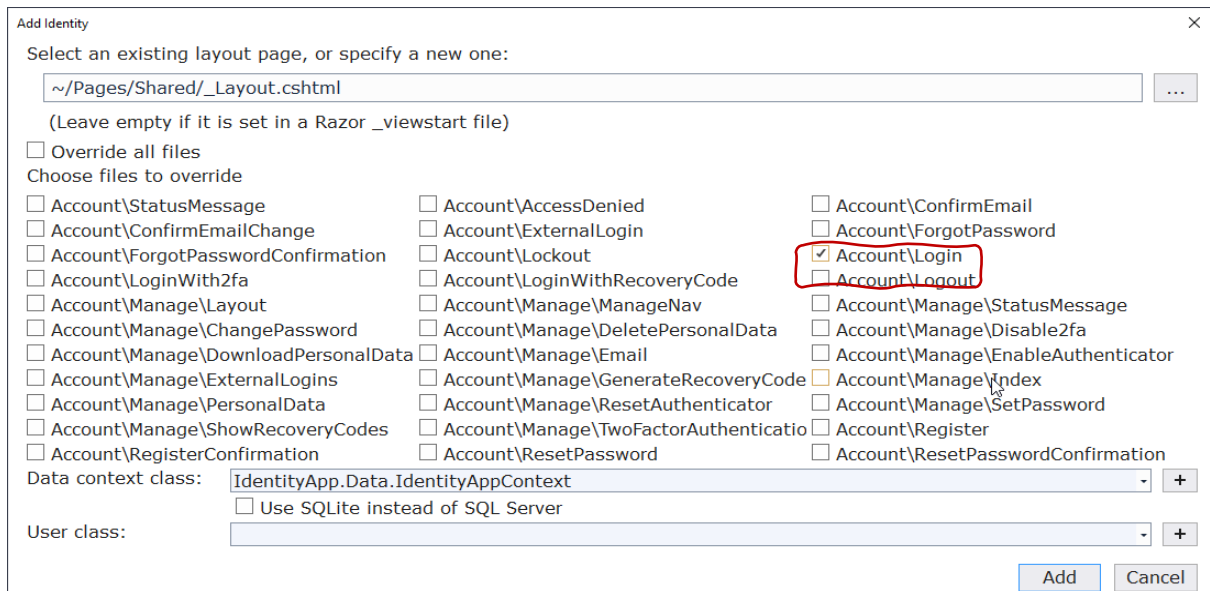 Add Identity
Select an existing layout page, or specify a new one:
~/Pages/Shared/_Layout.cshtml
...
(Leave empty if it is set in a Razor _viewstart file)
Override all files
Choose files to override
Account\StatusMessage Account\AccessDenied Account\ConfirmEmail
Account\ConfirmEmailChange Account\ExternalLogin Account\ForgotPassword
Account\ForgotPasswordConfirmation Account\Lockout Account\Login
Account\LoginWith2fa Account\LoginWithRecoveryCode Account\Logout
Account\Manage\Layout Account\Manage\ManageNav Account\Manage\StatusMessage
Account\Manage\ChangePassword Account\Manage\DeletePersonalData Account\Manage\Disable2fa
Account\Manage\DownloadPersonalData Account\Manage\Email Account\Manage\EnableAuthenticator
Account\Manage\ExternalLogins Account\Manage\GenerateRecoveryCode Account\Manage\Index
Account\Manage\PersonalData Account\Manage\ResetAuthenticator Account\Manage\SetPassword
Account\Manage\ShowRecoveryCodes Account\Manage\TwoFactorAuthenticatio Account\Register
Account\RegisterConfirmation Account\ResetPassword Account\ResetPasswordConfirmation
Data context class: IdentityApp.Data.IdentityAppContext +
Use SQLite instead of SQL Server
User class: +
Add Cancel